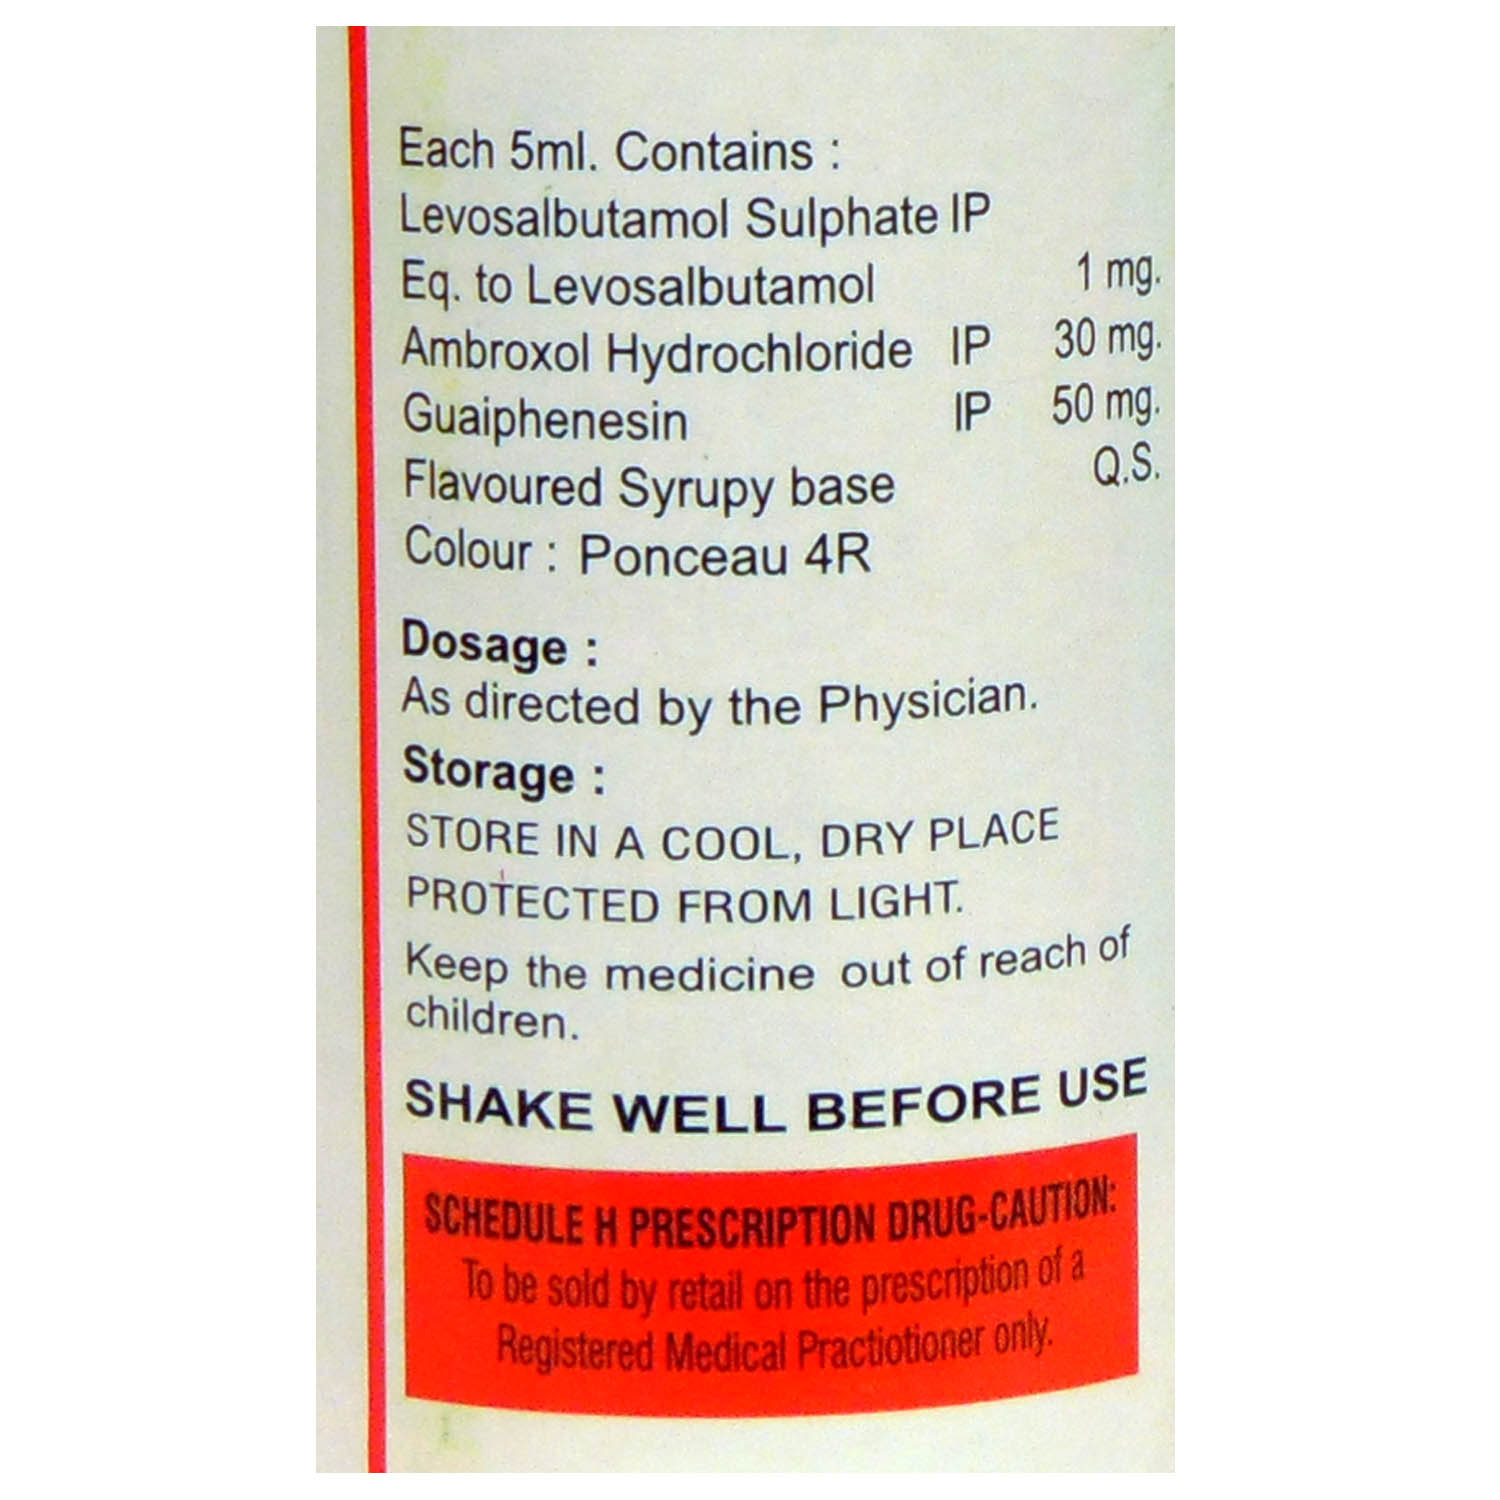 Each 5ml. Contains :
Levosalbutamol Sulphate IP
Eq. to Levosalbutamol 1 mg.
Ambroxol Hydrochloride IP 30 mg.
Guaiphenesin IP 50 mg.
Flavoured Syrupy base Q.S.
Colour : Ponceau 4R
Dosage :
As directed by the Physician.
Storage :
STORE IN A COOL, DRY PLACE
PROTECTED FROM LIGHT.
Keep the medicine out of reach of
children.
SHAKE WELL BEFORE USE
SCHEDULE H PRESCRIPTION DRUG-CAUTION:
To be sold by retail on the prescription of a
Registered Medical Practiotioner only.